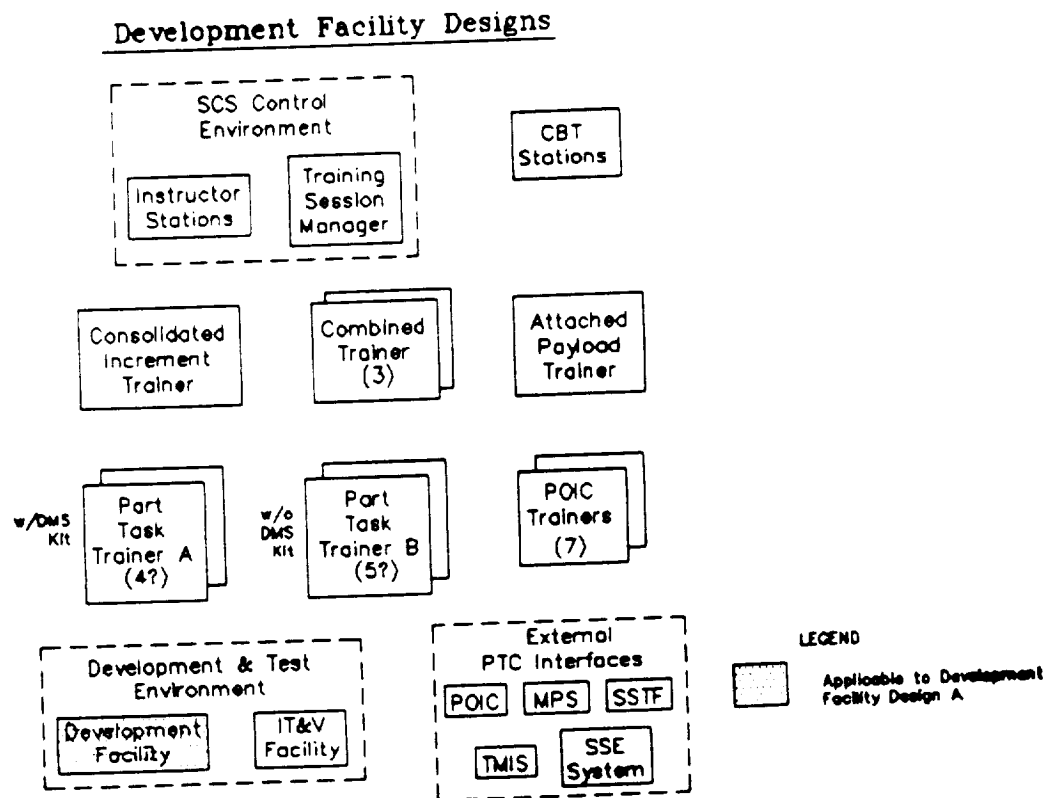 Development Facility Designs
SCS Control
Environment
Instructor
Stations
Training
Session
Manager
CBT
Stations
Consolidated
Increment
Trainer
Combined
Trainer
(3)
Attached
Payload
Trainer
w/DMS
Kit
Part
Task
Trainer A
(4?)
w/o
DMS
Kit
Part
Task
Trainer B
(5?)
POIC
Trainers
(7)
Development & Test
Environment
Development
Facility
IT&V
Facility
External
PTC Interfaces
POIC
MPS
SSTF
TMIS
SSE
System
LEGEND
Applicable to Development
Facility Design A